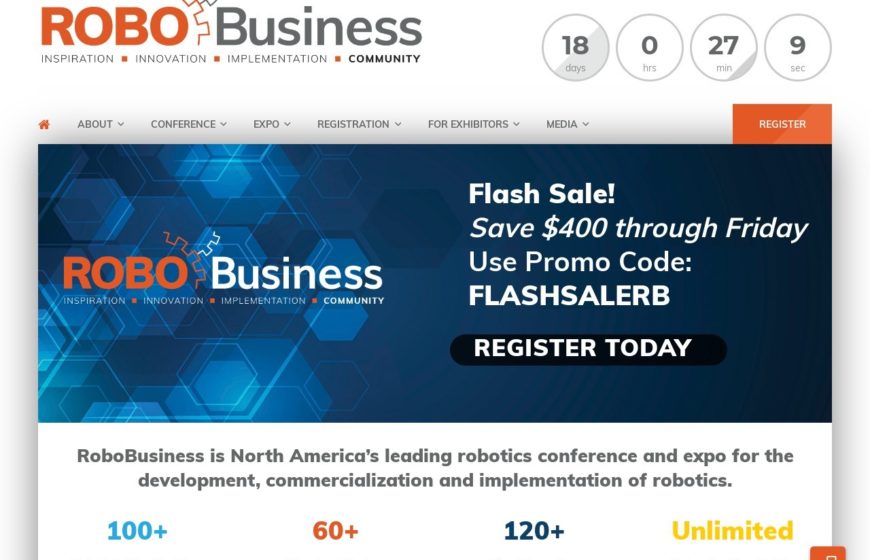 ROBO Business
INSPIRATION ■ INNOVATION ■ IMPLEMENTATION ■ COMMUNITY
18 0 27 9
days hrs min sec
ABOUT CONFERENCE EXPO REGISTRATION FOR EXHIBITORS MEDIA REGISTER
Flash Sale!
Save $400 through Friday
Use Promo Code:
FLASHSALERB
REGISTER TODAY
ROBO Business
INSPIRATION ■ INNOVATION ■ IMPLEMENTATION ■ COMMUNITY
RoboBusiness is North America's leading robotics conference and expo for the
development, commercialization and implementation of robotics.
100+ 60+ 120+ Unlimited